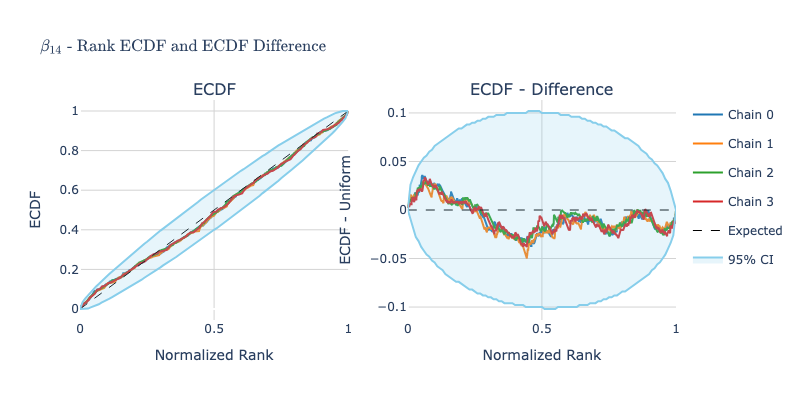 β₁₄ - Rank ECDF and ECDF Difference
ECDF
ECDF
1
0.8
0.6
0.4
0.2
0
0
0.5
1
Normalized Rank
ECDF - Difference
ECDF - Uniform
0.1
0.05
0
−0.05
−0.1
0
0.5
1
Normalized Rank
Chain 0
Chain 1
Chain 2
Chain 3
Expected
95% CI